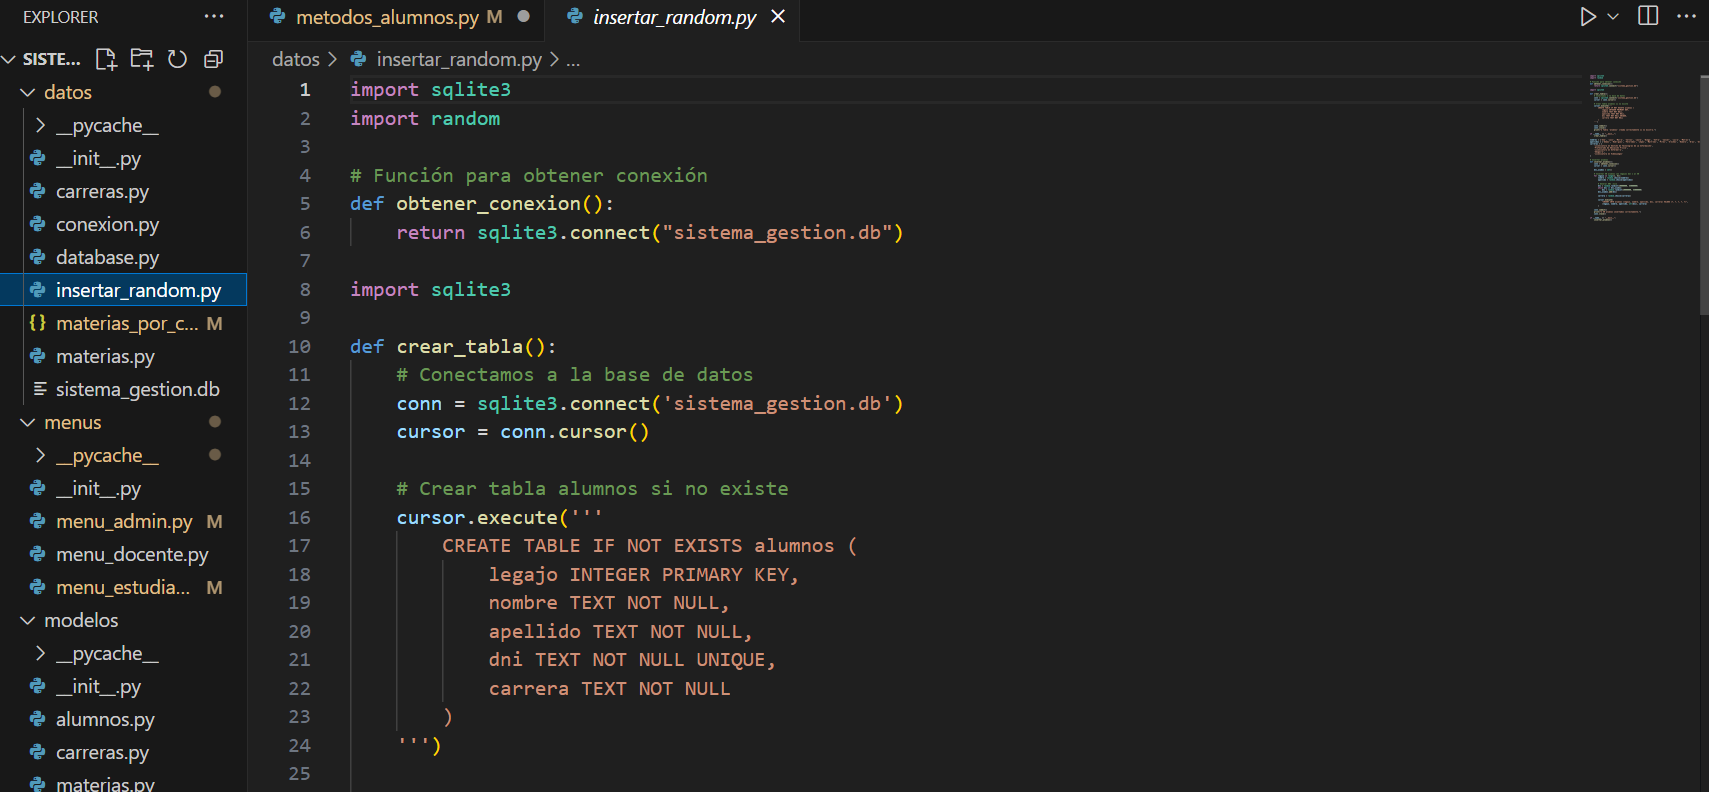 EXPLORER
SISTE...
datos
__pycache__
__init__.py
carreras.py
conexion.py
database.py
insertar_random.py
materias_por_c... M
materias.py
sistema_gestion.db
menus
__pycache__
__init__.py
menu_admin.py M
menu_docente.py
menu_estudia... M
modelos
__pycache__
__init__.py
alumnos.py
carreras.py
materias.py
metodos_alumnos.py M
insertar_random.py
datos > insertar_random.py > ...
1 import sqlite3
2 import random
3
4 # Función para obtener conexión
5 def obtener_conexion():
6     return sqlite3.connect("sistema_gestion.db")
7
8 import sqlite3
9
10 def crear_tabla():
11     # Conectamos a la base de datos
12     conn = sqlite3.connect('sistema_gestion.db')
13     cursor = conn.cursor()
14
15     # Crear tabla alumnos si no existe
16     cursor.execute('''
17         CREATE TABLE IF NOT EXISTS alumnos (
18             legajo INTEGER PRIMARY KEY,
19             nombre TEXT NOT NULL,
20             apellido TEXT NOT NULL,
21             dni TEXT NOT NULL UNIQUE,
22             carrera TEXT NOT NULL
23         )
24     ''')
25